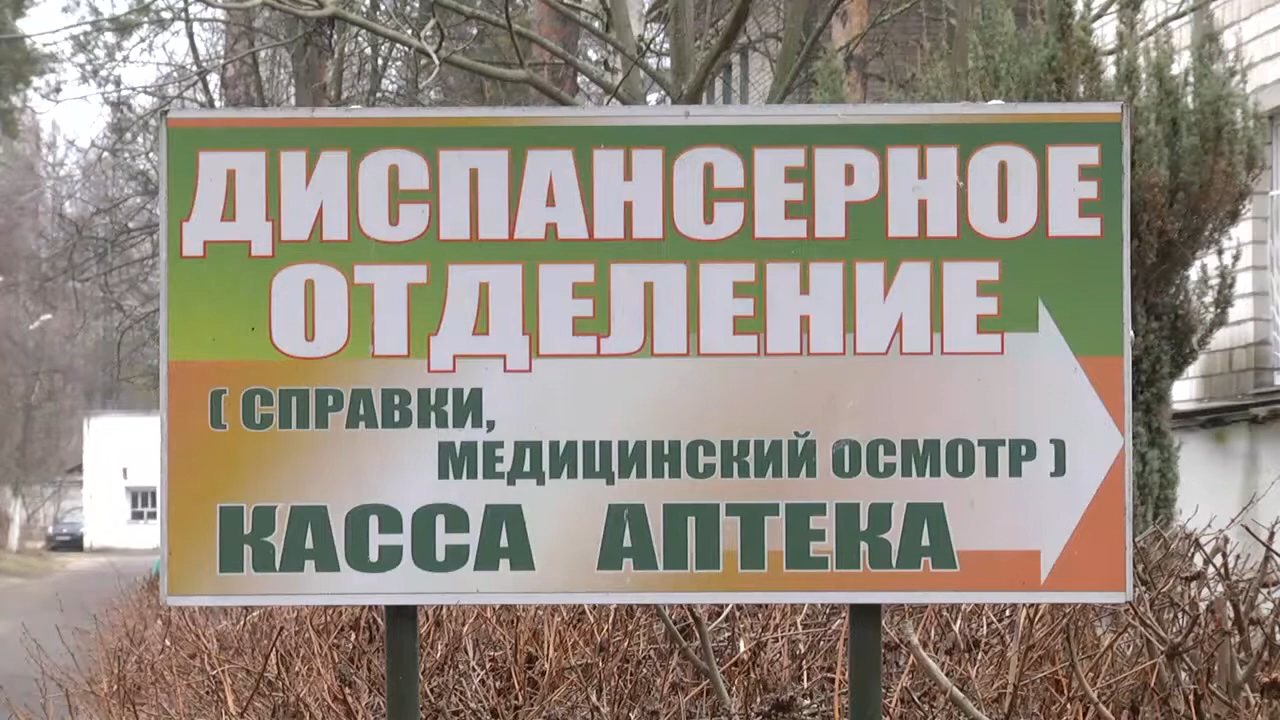 ДИСПАНСЕРНОЕ
ОТДЕЛЕНИЕ
( СПРАВКИ,
МЕДИЦИНСКИЙ ОСМОТР )
КАССА АПТЕКА